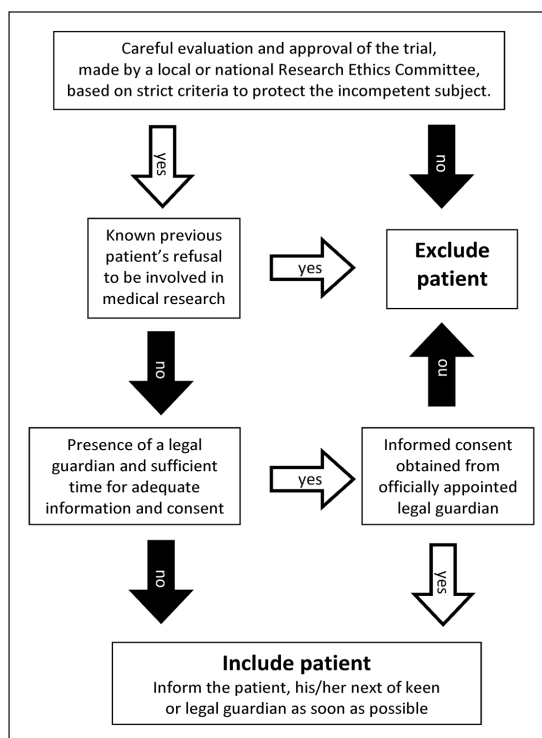 Careful evaluation and approval of the trial,
made by a local or national Research Ethics Committee,
based on strict criteria to protect the incompetent subject.
yes
no
Known previous
patient's refusal
to be involved in
medical research
yes
Exclude
patient
no
no
Presence of a legal
guardian and sufficient
time for adequate
information and consent
yes
Informed consent
obtained from
officially appointed
legal guardian
no
yes
Include patient
Inform the patient, his/her next of keen
or legal guardian as soon as possible